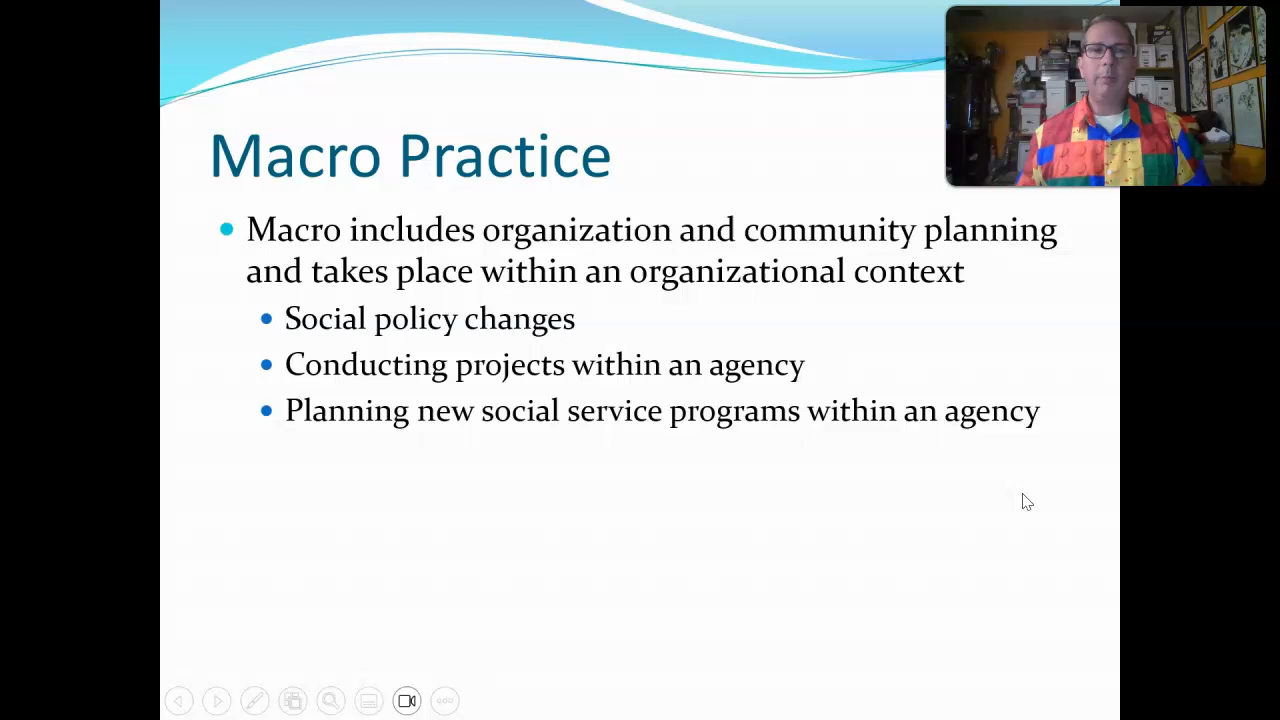 Macro Practice
Macro includes organization and community planning
and takes place within an organizational context
Social policy changes
Conducting projects within an agency
Planning new social service programs within an agency